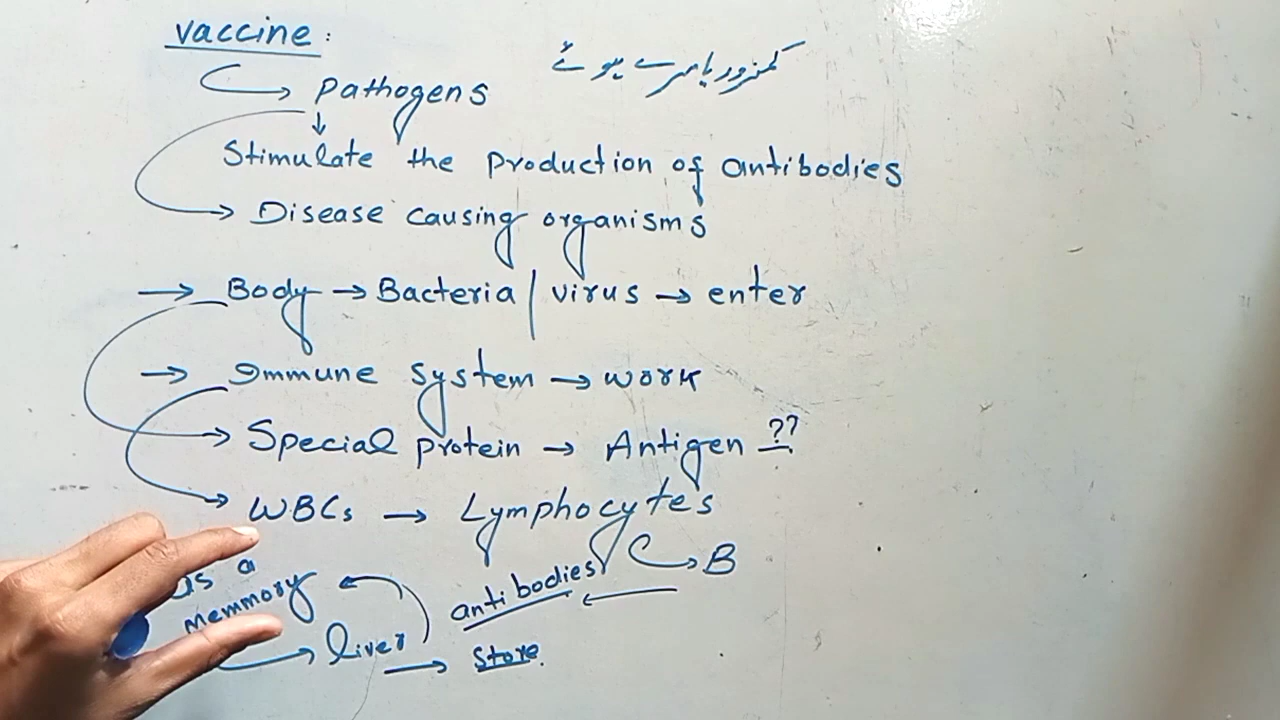 vaccine:
کمزور یا مرے ہوئے
Pathogens
Stimulate the production of antibodies
Disease causing organisms
Body → Bacteria / virus → enter
Immune system → work
Special protein → Antigen ??
WBCs → Lymphocytes
B
antibodies
as a
memmory
liver → store